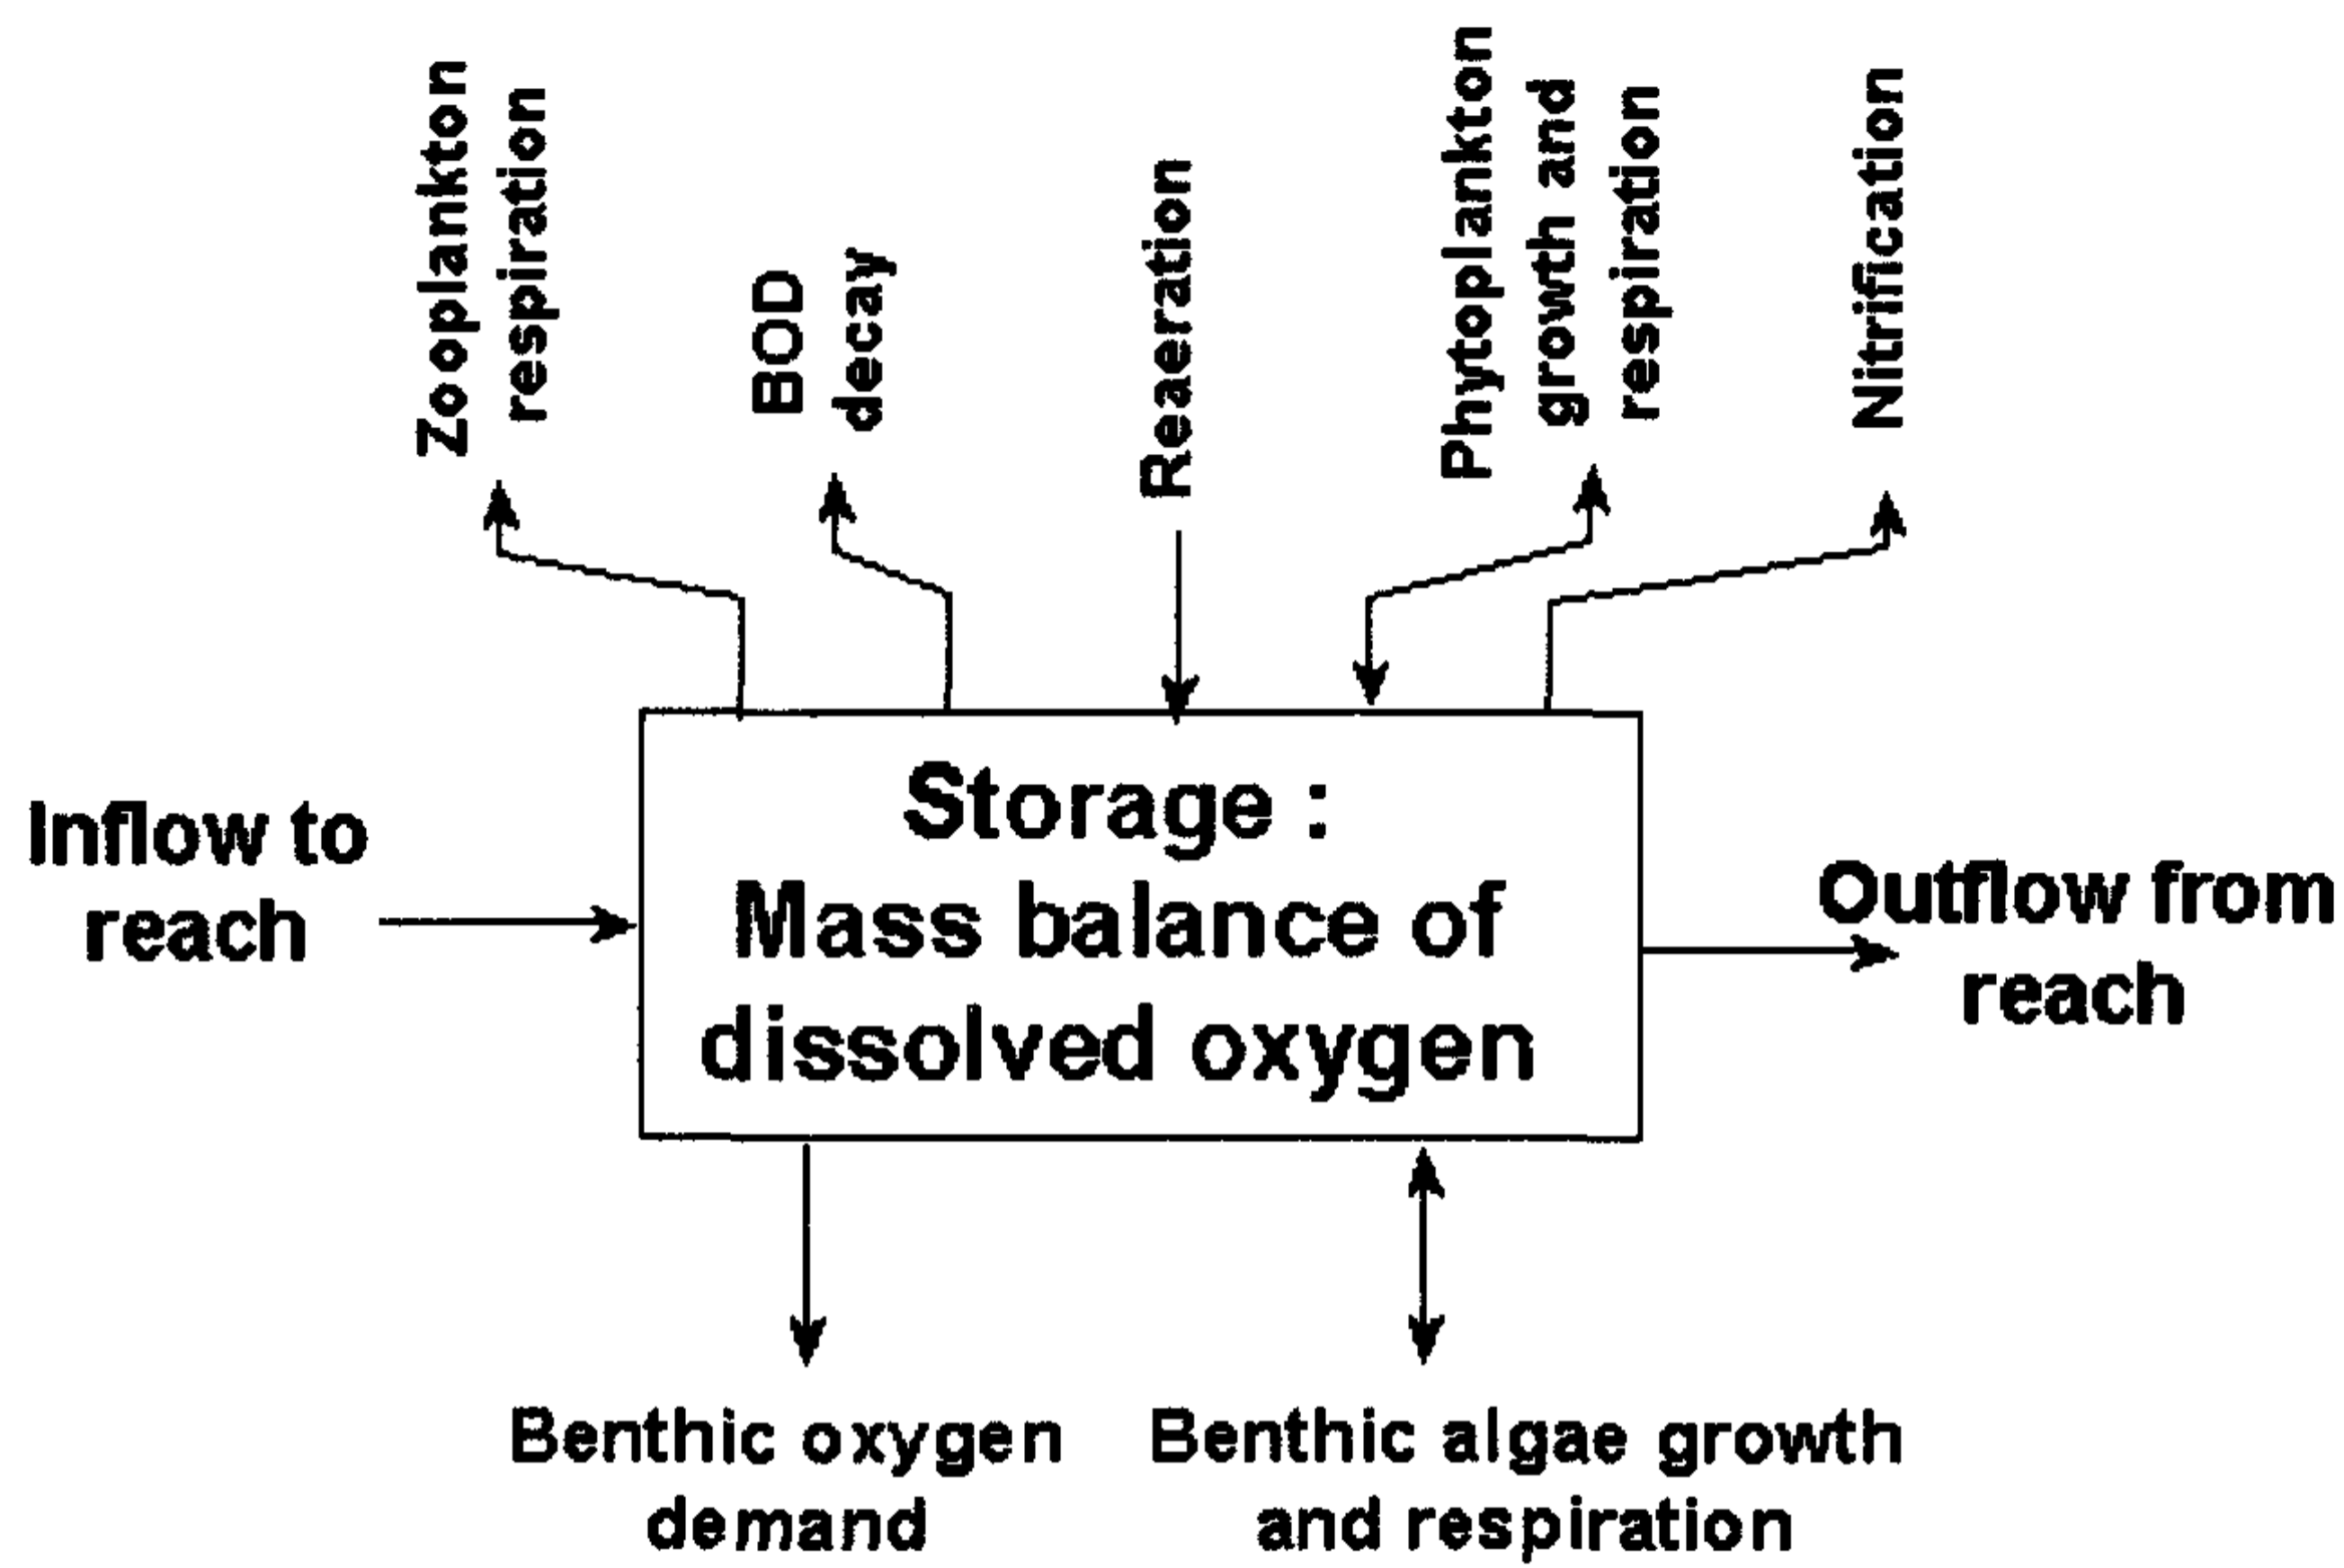 Zooplankton
respiration
BOD
decay
Reaeration
Phytoplankton
growth and
respiration
Nitrification
Inflow to
reach
Storage :
Mass balance of
dissolved oxygen
Outflow from
reach
Benthic oxygen
demand
Benthic algae growth
and respiration